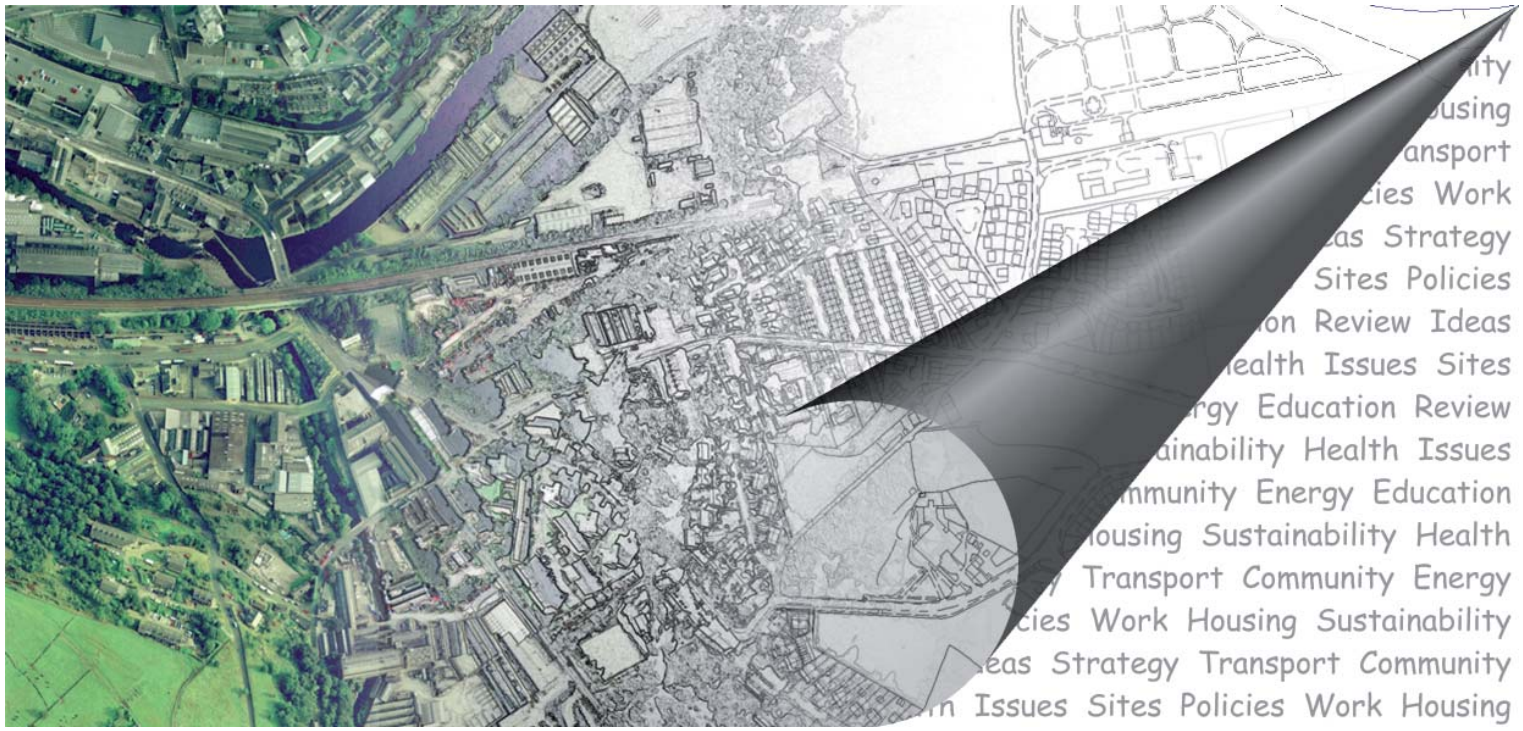 y
ity
ousing
ansport
cies Work
eas Strategy
Sites Policies
on Review Ideas
ealth Issues Sites
rgy Education Review
ainability Health Issues
mmunity Energy Education
ousing Sustainability Health
y Transport Community Energy
cies Work Housing Sustainability
eas Strategy Transport Community
th Issues Sites Policies Work Housing